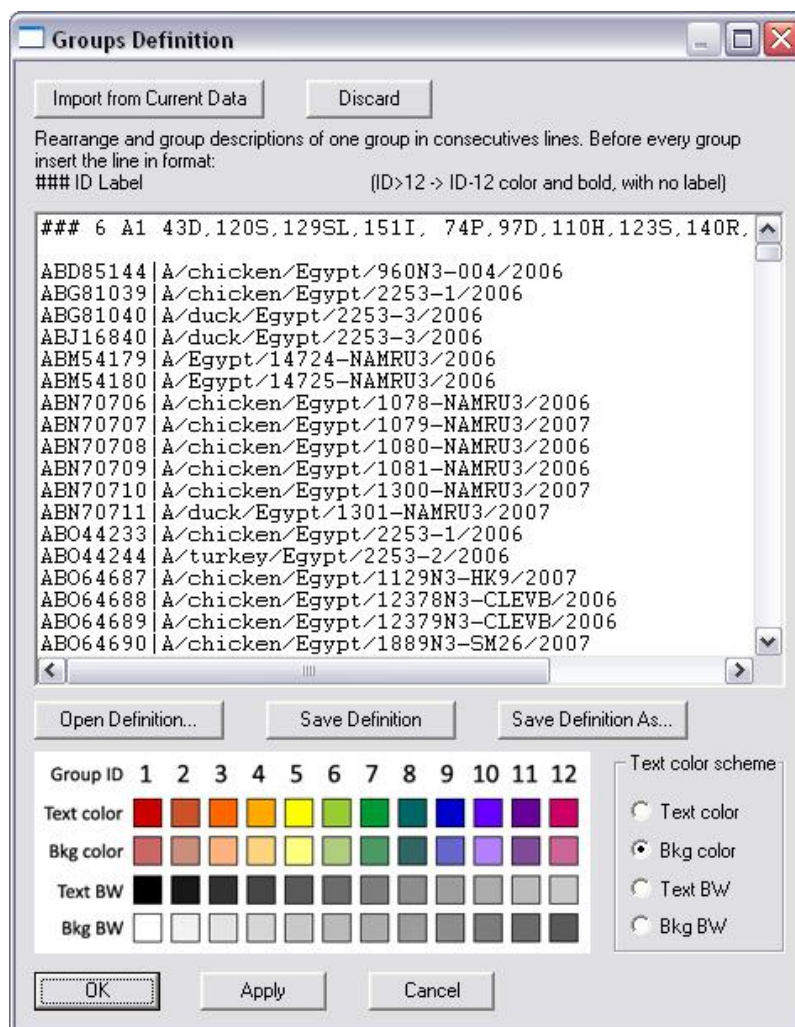 Groups Definition
Import from Current Data Discard
Rearrange and group descriptions of one group in consecutives lines. Before every group
insert the line in format:
### ID Label (ID>12 -> ID-12 color and bold, with no label)
### 6 A1 43D,120S,129SL,151I, 74P,97D,110H,123S,140R,
ABD85144|A/chicken/Egypt/960N3-004/2006
ABG81039|A/chicken/Egypt/2253-1/2006
ABG81040|A/duck/Egypt/2253-3/2006
ABJ16840|A/duck/Egypt/2253-3/2006
ABM54179|A/Egypt/14724-NAMRU3/2006
ABM54180|A/Egypt/14725-NAMRU3/2006
ABN70706|A/chicken/Egypt/1078-NAMRU3/2006
ABN70707|A/chicken/Egypt/1079-NAMRU3/2007
ABN70708|A/chicken/Egypt/1080-NAMRU3/2006
ABN70709|A/chicken/Egypt/1081-NAMRU3/2006
ABN70710|A/chicken/Egypt/1300-NAMRU3/2007
ABN70711|A/duck/Egypt/1301-NAMRU3/2007
ABO44233|A/chicken/Egypt/2253-1/2006
ABO44244|A/turkey/Egypt/2253-2/2006
ABO64687|A/chicken/Egypt/1129N3-HK9/2007
ABO64688|A/chicken/Egypt/12378N3-CLEVB/2006
ABO64689|A/chicken/Egypt/12379N3-CLEVB/2006
ABO64690|A/chicken/Egypt/1889N3-SM26/2007
Open Definition... Save Definition Save Definition As...
Group ID 1 2 3 4 5 6 7 8 9 10 11 12
Text color
Bkg color
Text BW
Bkg BW
Text color scheme
Text color
Bkg color
Text BW
Bkg BW
OK Apply Cancel